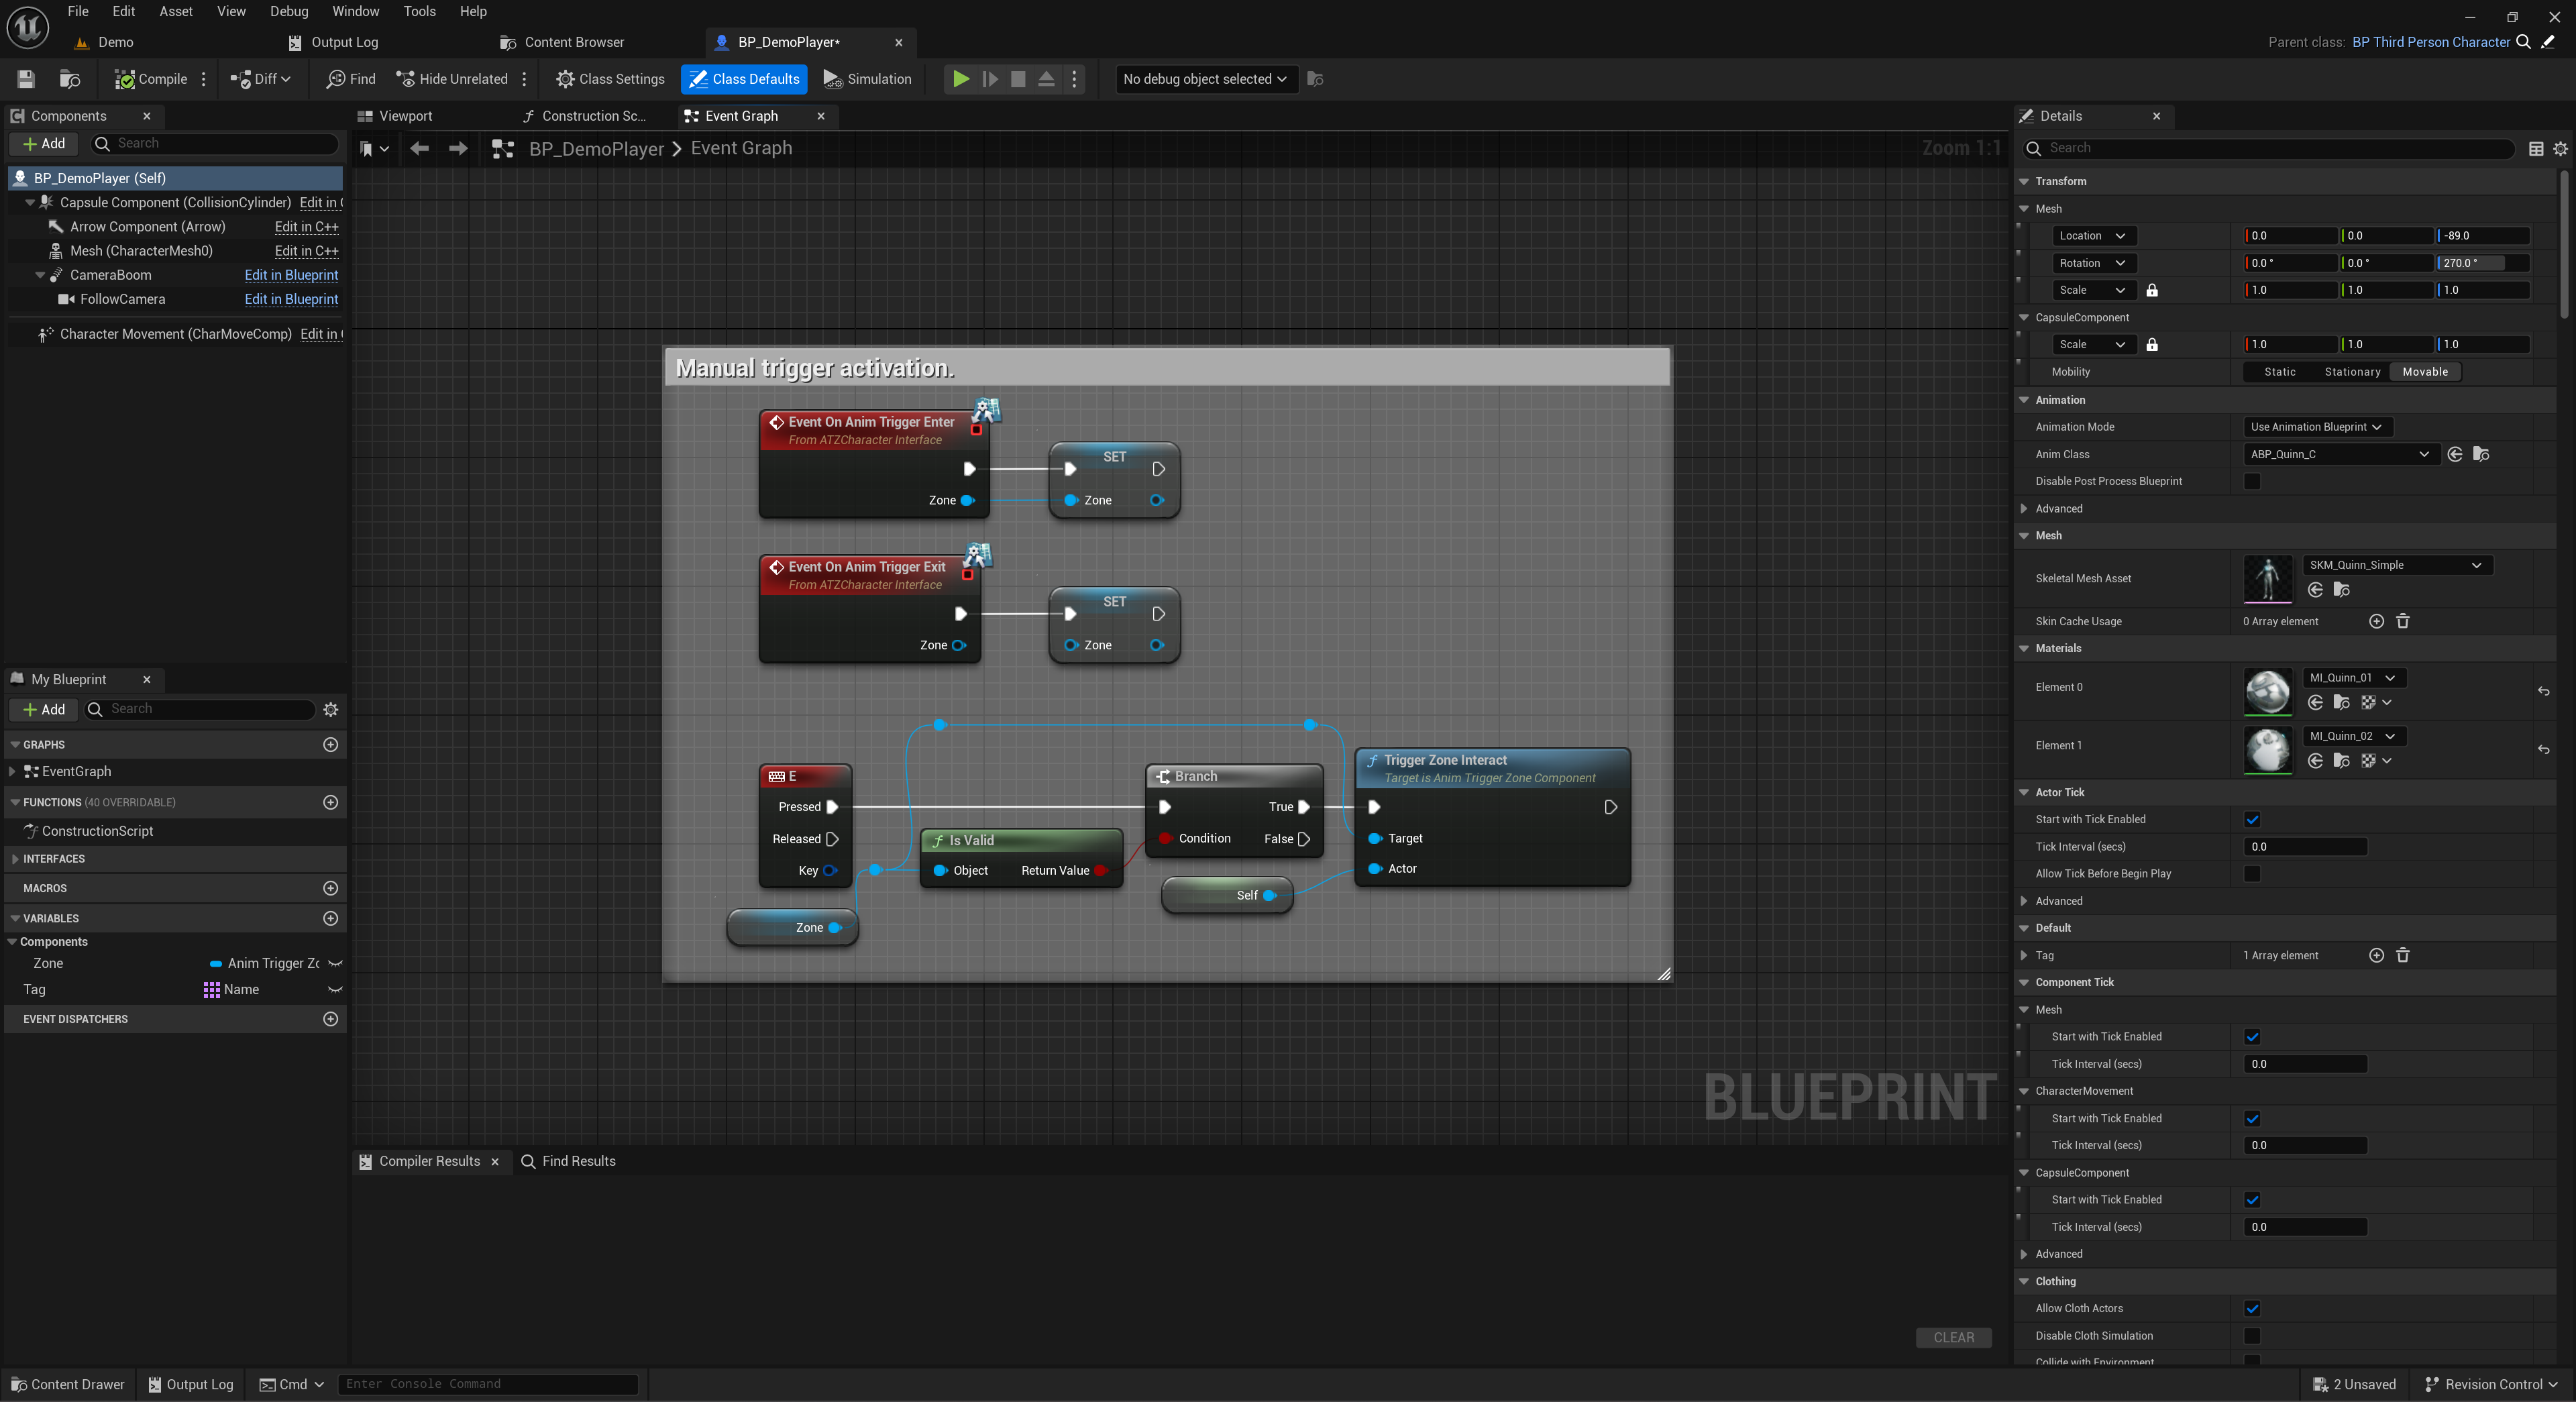 File Edit Asset View Debug Window Tools Help
Demo Output Log Content Browser BP_DemoPlayer*
Parent class: BP Third Person Character
Compile Diff Find Hide Unrelated Class Settings Class Defaults Simulation No debug object selected
Components
Add Search
BP_DemoPlayer (Self)
Capsule Component (CollisionCylinder) Edit in
Arrow Component (Arrow) Edit in C++
Mesh (CharacterMesh0) Edit in C++
CameraBoom Edit in Blueprint
FollowCamera Edit in Blueprint
Character Movement (CharMoveComp) Edit in
My Blueprint
Add Search
GRAPHS
EventGraph
FUNCTIONS (40 OVERRIDABLE)
ConstructionScript
INTERFACES
MACROS
VARIABLES
Components
Zone Anim Trigger Zo
Tag Name
EVENT DISPATCHERS
Viewport Construction Sc... Event Graph
BP_DemoPlayer > Event Graph
Zoom 1:1
Manual trigger activation.
Event On Anim Trigger Enter
From ATZCharacter Interface
Zone
SET
Zone
Event On Anim Trigger Exit
From ATZCharacter Interface
Zone
SET
Zone
E
Pressed
Released
Key
Zone
Is Valid
Object Return Value
Branch
True
Condition False
Self
Trigger Zone Interact
Target is Anim Trigger Zone Component
Target
Actor
BLUEPRINT
Compiler Results Find Results
CLEAR
Details
Search
Transform
Mesh
Location 0.0 0.0 -89.0
Rotation 0.0 ° 0.0 ° 270.0 °
Scale 1.0 1.0 1.0
CapsuleComponent
Scale 1.0 1.0 1.0
Mobility Static Stationary Movable
Animation
Animation Mode Use Animation Blueprint
Anim Class ABP_Quinn_C
Disable Post Process Blueprint
Advanced
Mesh
Skeletal Mesh Asset SKM_Quinn_Simple
Skin Cache Usage 0 Array element
Materials
Element 0 MI_Quinn_01
Element 1 MI_Quinn_02
Actor Tick
Start with Tick Enabled
Tick Interval (secs) 0.0
Allow Tick Before Begin Play
Advanced
Default
Tag 1 Array element
Component Tick
Mesh
Start with Tick Enabled
Tick Interval (secs) 0.0
CharacterMovement
Start with Tick Enabled
Tick Interval (secs) 0.0
CapsuleComponent
Start with Tick Enabled
Tick Interval (secs) 0.0
Advanced
Clothing
Allow Cloth Actors
Disable Cloth Simulation
Collide with Environment
Content Drawer Output Log Cmd Enter Console Command
2 Unsaved Revision Control